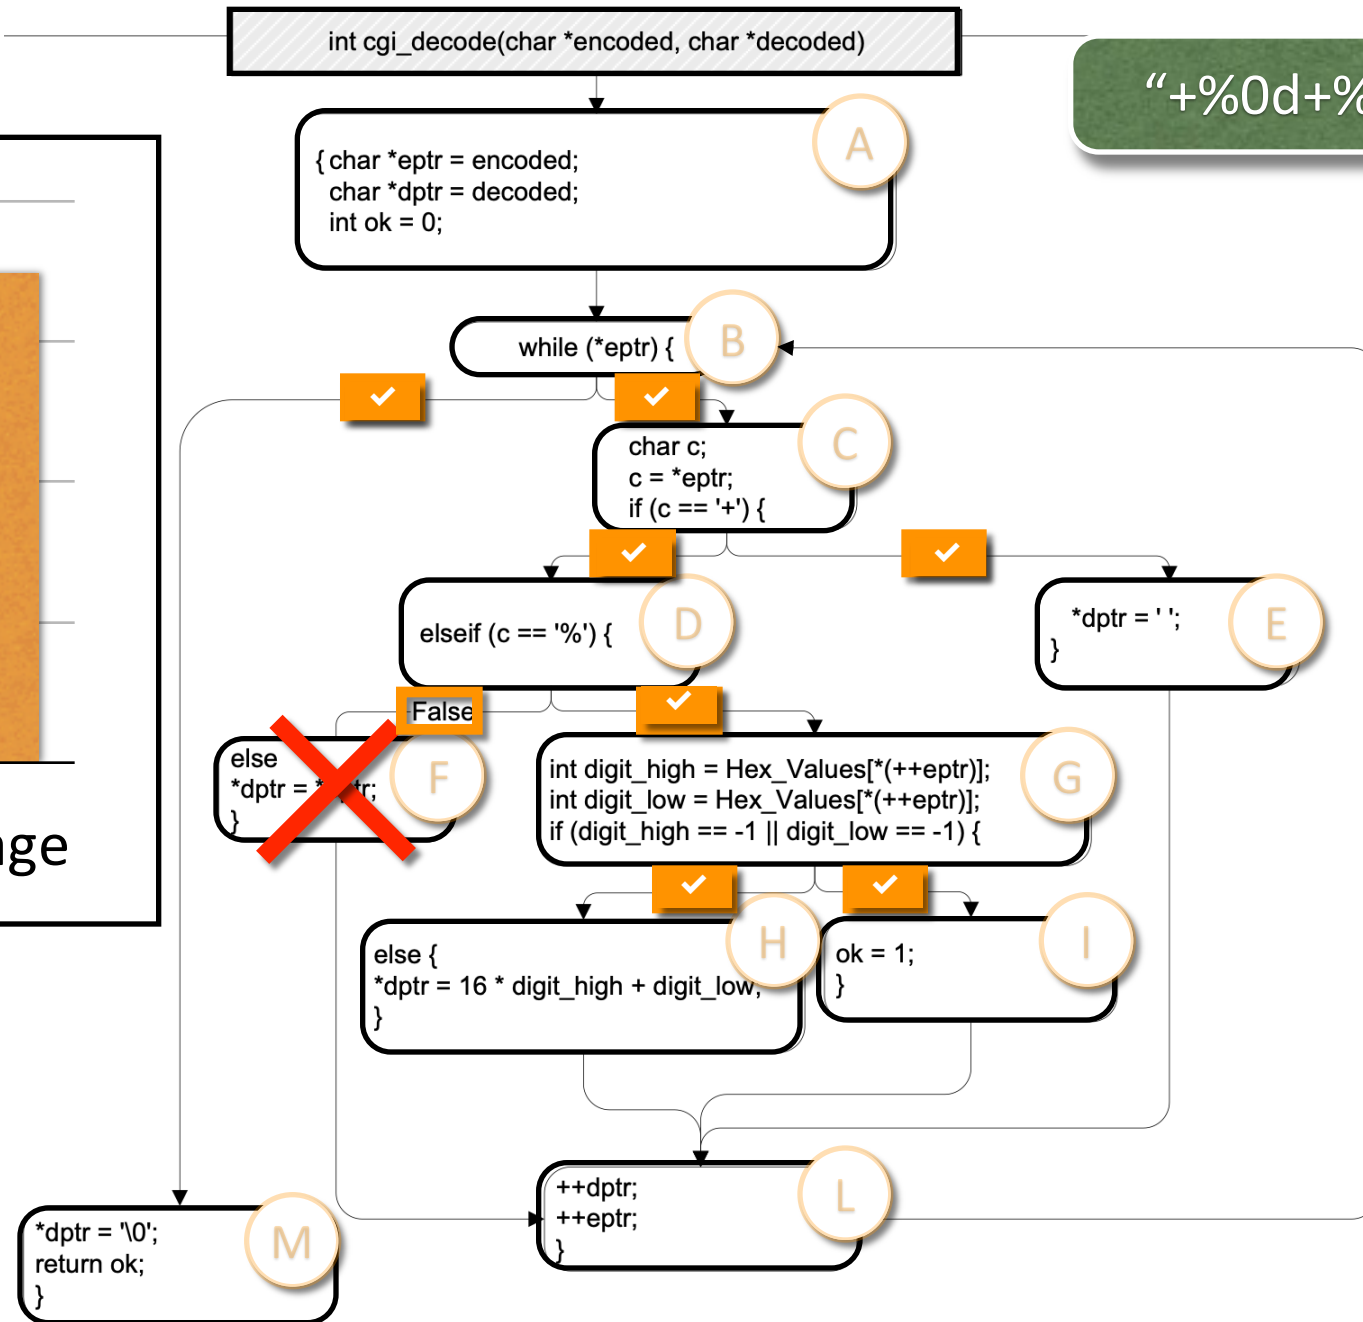 int cgi_decode(char *encoded, char *decoded)
“+%0d+%
A
{ char *eptr = encoded;
char *dptr = decoded;
int ok = 0;
B
while (*eptr) {
C
char c;
c = *eptr;
if (c == '+') {
D
elseif (c == '%') {
E
*dptr = ' ';
}
False
F
else
*dptr =
}
G
int digit_high = Hex_Values[*(++eptr)];
int digit_low = Hex_Values[*(++eptr)];
if (digit_high == -1 || digit_low == -1) {
ge
H
else {
*dptr = 16 * digit_high + digit_low;
}
I
ok = 1;
}
L
++dptr;
++eptr;
}
M
*dptr = '\0';
return ok;
}